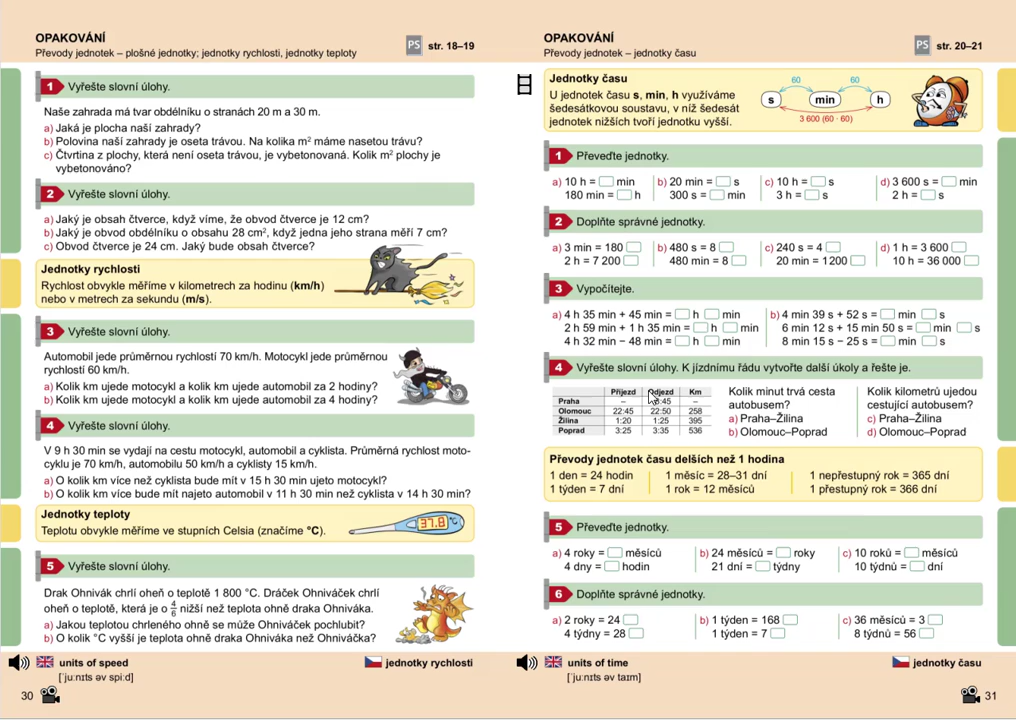 OPAKOVÁNÍ
Převody jednotek – plošné jednotky; jednotky rychlosti, jednotky teploty
PS str. 18–19
1 Vyřešte slovní úlohy.
Naše zahrada má tvar obdélníku o stranách 20 m a 30 m.
a) Jaká je plocha naší zahrady?
b) Polovina naší zahrady je oseta trávou. Na kolika m² máme nasetou trávu?
c) Čtvrtina z plochy, která není oseta trávou, je vybetonovaná. Kolik m² plochy je
vybetonováno?
2 Vyřešte slovní úlohy.
a) Jaký je obsah čtverce, když víme, že obvod čtverce je 12 cm?
b) Jaký je obvod obdélníku o obsahu 28 cm², když jedna jeho strana měří 7 cm?
c) Obvod čtverce je 24 cm. Jaký bude obsah čtverce?
Jednotky rychlosti
Rychlost obvykle měříme v kilometrech za hodinu (km/h)
nebo v metrech za sekundu (m/s).
3 Vyřešte slovní úlohy.
Automobil jede průměrnou rychlostí 70 km/h. Motocykl jede průměrnou
rychlostí 60 km/h.
a) Kolik km ujede motocykl a kolik km ujede automobil za 2 hodiny?
b) Kolik km ujede motocykl a kolik km ujede automobil za 4 hodiny?
4 Vyřešte slovní úlohy.
V 9 h 30 min se vydají na cestu motocykl, automobil a cyklista. Průměrná rychlost moto-
cyklu je 70 km/h, automobilu 50 km/h a cyklisty 15 km/h.
a) O kolik km více než cyklista bude mít v 15 h 30 min ujeto motocykl?
b) O kolik km více bude mít najeto automobil v 11 h 30 min než cyklista v 14 h 30 min?
Jednotky teploty
Teplotu obvykle měříme ve stupních Celsia (značíme °C).
37.8 °C
5 Vyřešte slovní úlohy.
Drak Ohnivák chrlí oheň o teplotě 1 800 °C. Dráček Ohniváček chrlí
oheň o teplotě, která je o 4/6 nižší než teplota ohně draka Ohniváka.
a) Jakou teplotou chrleného ohně se může Ohniváček pochlubit?
b) O kolik °C vyšší je teplota ohně draka Ohniváka než Ohniváčka?
units of speed
[ˈjuːnɪts əv spiːd]
jednotky rychlosti
30
OPAKOVÁNÍ
Převody jednotek – jednotky času
PS str. 20–21
Jednotky času
U jednotek času s, min, h využíváme
šedesátkovou soustavu, v níž šedesát
jednotek nižších tvoří jednotku vyšší.
60 60
s min h
3 600 (60 · 60)
1 Převeďte jednotky.
a) 10 h = □ min b) 20 min = □ s c) 10 h = □ s d) 3 600 s = □ min
180 min = □ h 300 s = □ min 3 h = □ s 2 h = □ s
2 Doplňte správné jednotky.
a) 3 min = 180 □ b) 480 s = 8 □ c) 240 s = 4 □ d) 1 h = 3 600 □
2 h = 7 200 □ 480 min = 8 □ 20 min = 1 200 □ 10 h = 36 000 □
3 Vypočítejte.
a) 4 h 35 min + 45 min = □ h □ min b) 4 min 39 s + 52 s = □ min □ s
2 h 59 min + 1 h 35 min = □ h □ min 6 min 12 s + 15 min 50 s = □ min □ s
4 h 32 min − 48 min = □ h □ min 8 min 15 s − 25 s = □ min □ s
4 Vyřešte slovní úlohy. K jízdnímu řádu vytvořte další úkoly a řešte je.
Příjezd Odjezd Km
Praha – :45 –
Olomouc 22:45 22:50 258
Žilina 1:20 1:25 395
Poprad 3:25 3:35 536
Kolik minut trvá cesta
autobusem?
a) Praha–Žilina
b) Olomouc–Poprad
Kolik kilometrů ujedou
cestující autobusem?
c) Praha–Žilina
d) Olomouc–Poprad
Převody jednotek času delších než 1 hodina
1 den = 24 hodin 1 měsíc = 28–31 dní 1 nepřestupný rok = 365 dní
1 týden = 7 dní 1 rok = 12 měsíců 1 přestupný rok = 366 dní
5 Převeďte jednotky.
a) 4 roky = □ měsíců b) 24 měsíců = □ roky c) 10 roků = □ měsíců
4 dny = □ hodin 21 dní = □ týdny 10 týdnů = □ dní
6 Doplňte správné jednotky.
a) 2 roky = 24 □ b) 1 týden = 168 □ c) 36 měsíců = 3 □
4 týdny = 28 □ 1 týden = 7 □ 8 týdnů = 56 □
units of time
[ˈjuːnɪts əv taɪm]
jednotky času
31